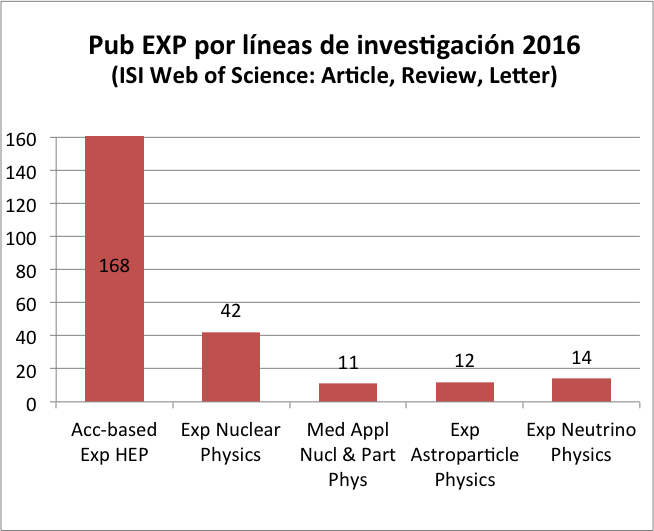 Pub EXP por líneas de investigación 2016
(ISI Web of Science: Article, Review, Letter)
160
140
120
100
80
60
40
20
0
168
42
11
12
14
Acc-based
Exp HEP
Exp Nuclear
Physics
Med Appl
Nucl & Part
Phys
Exp
Astroparticle
Physics
Exp Neutrino
Physics